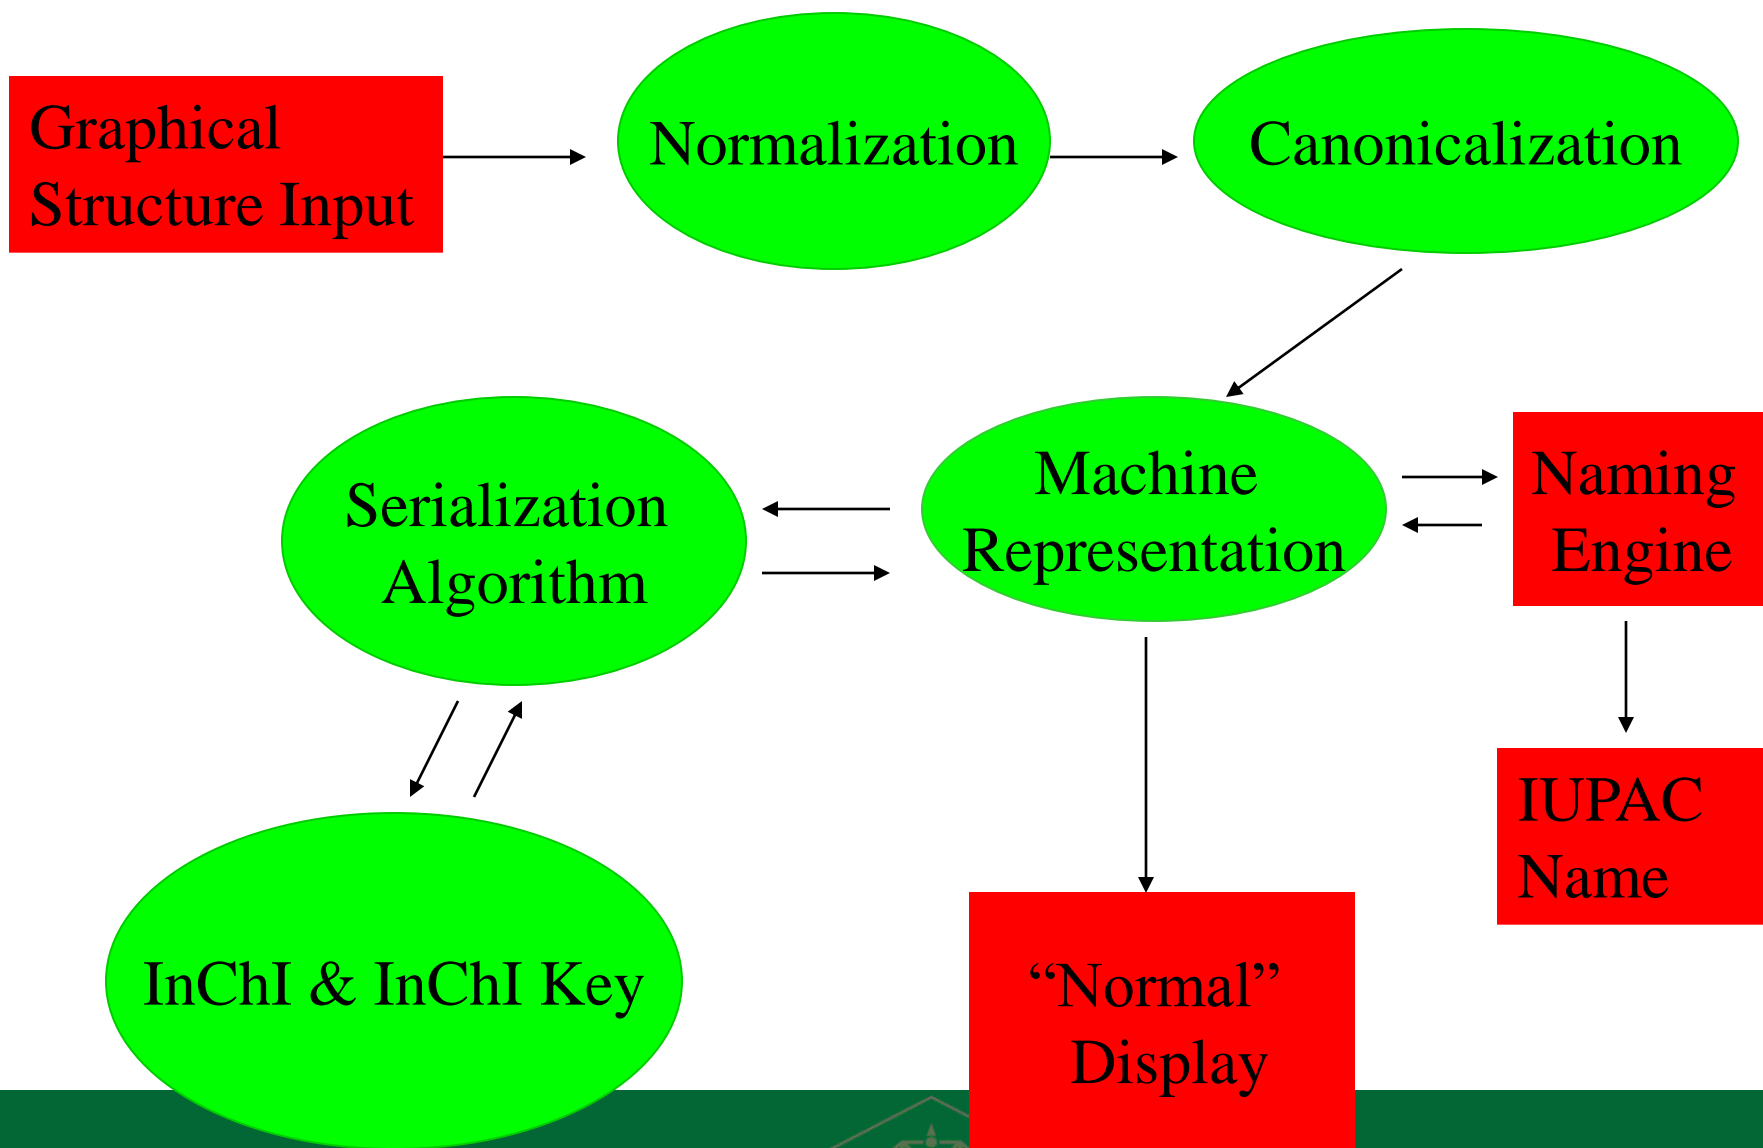 Graphical
Structure Input
Normalization
Canonicalization
Serialization
Algorithm
Machine
Representation
Naming
Engine
IUPAC
Name
InChI & InChI Key
“Normal”
Display